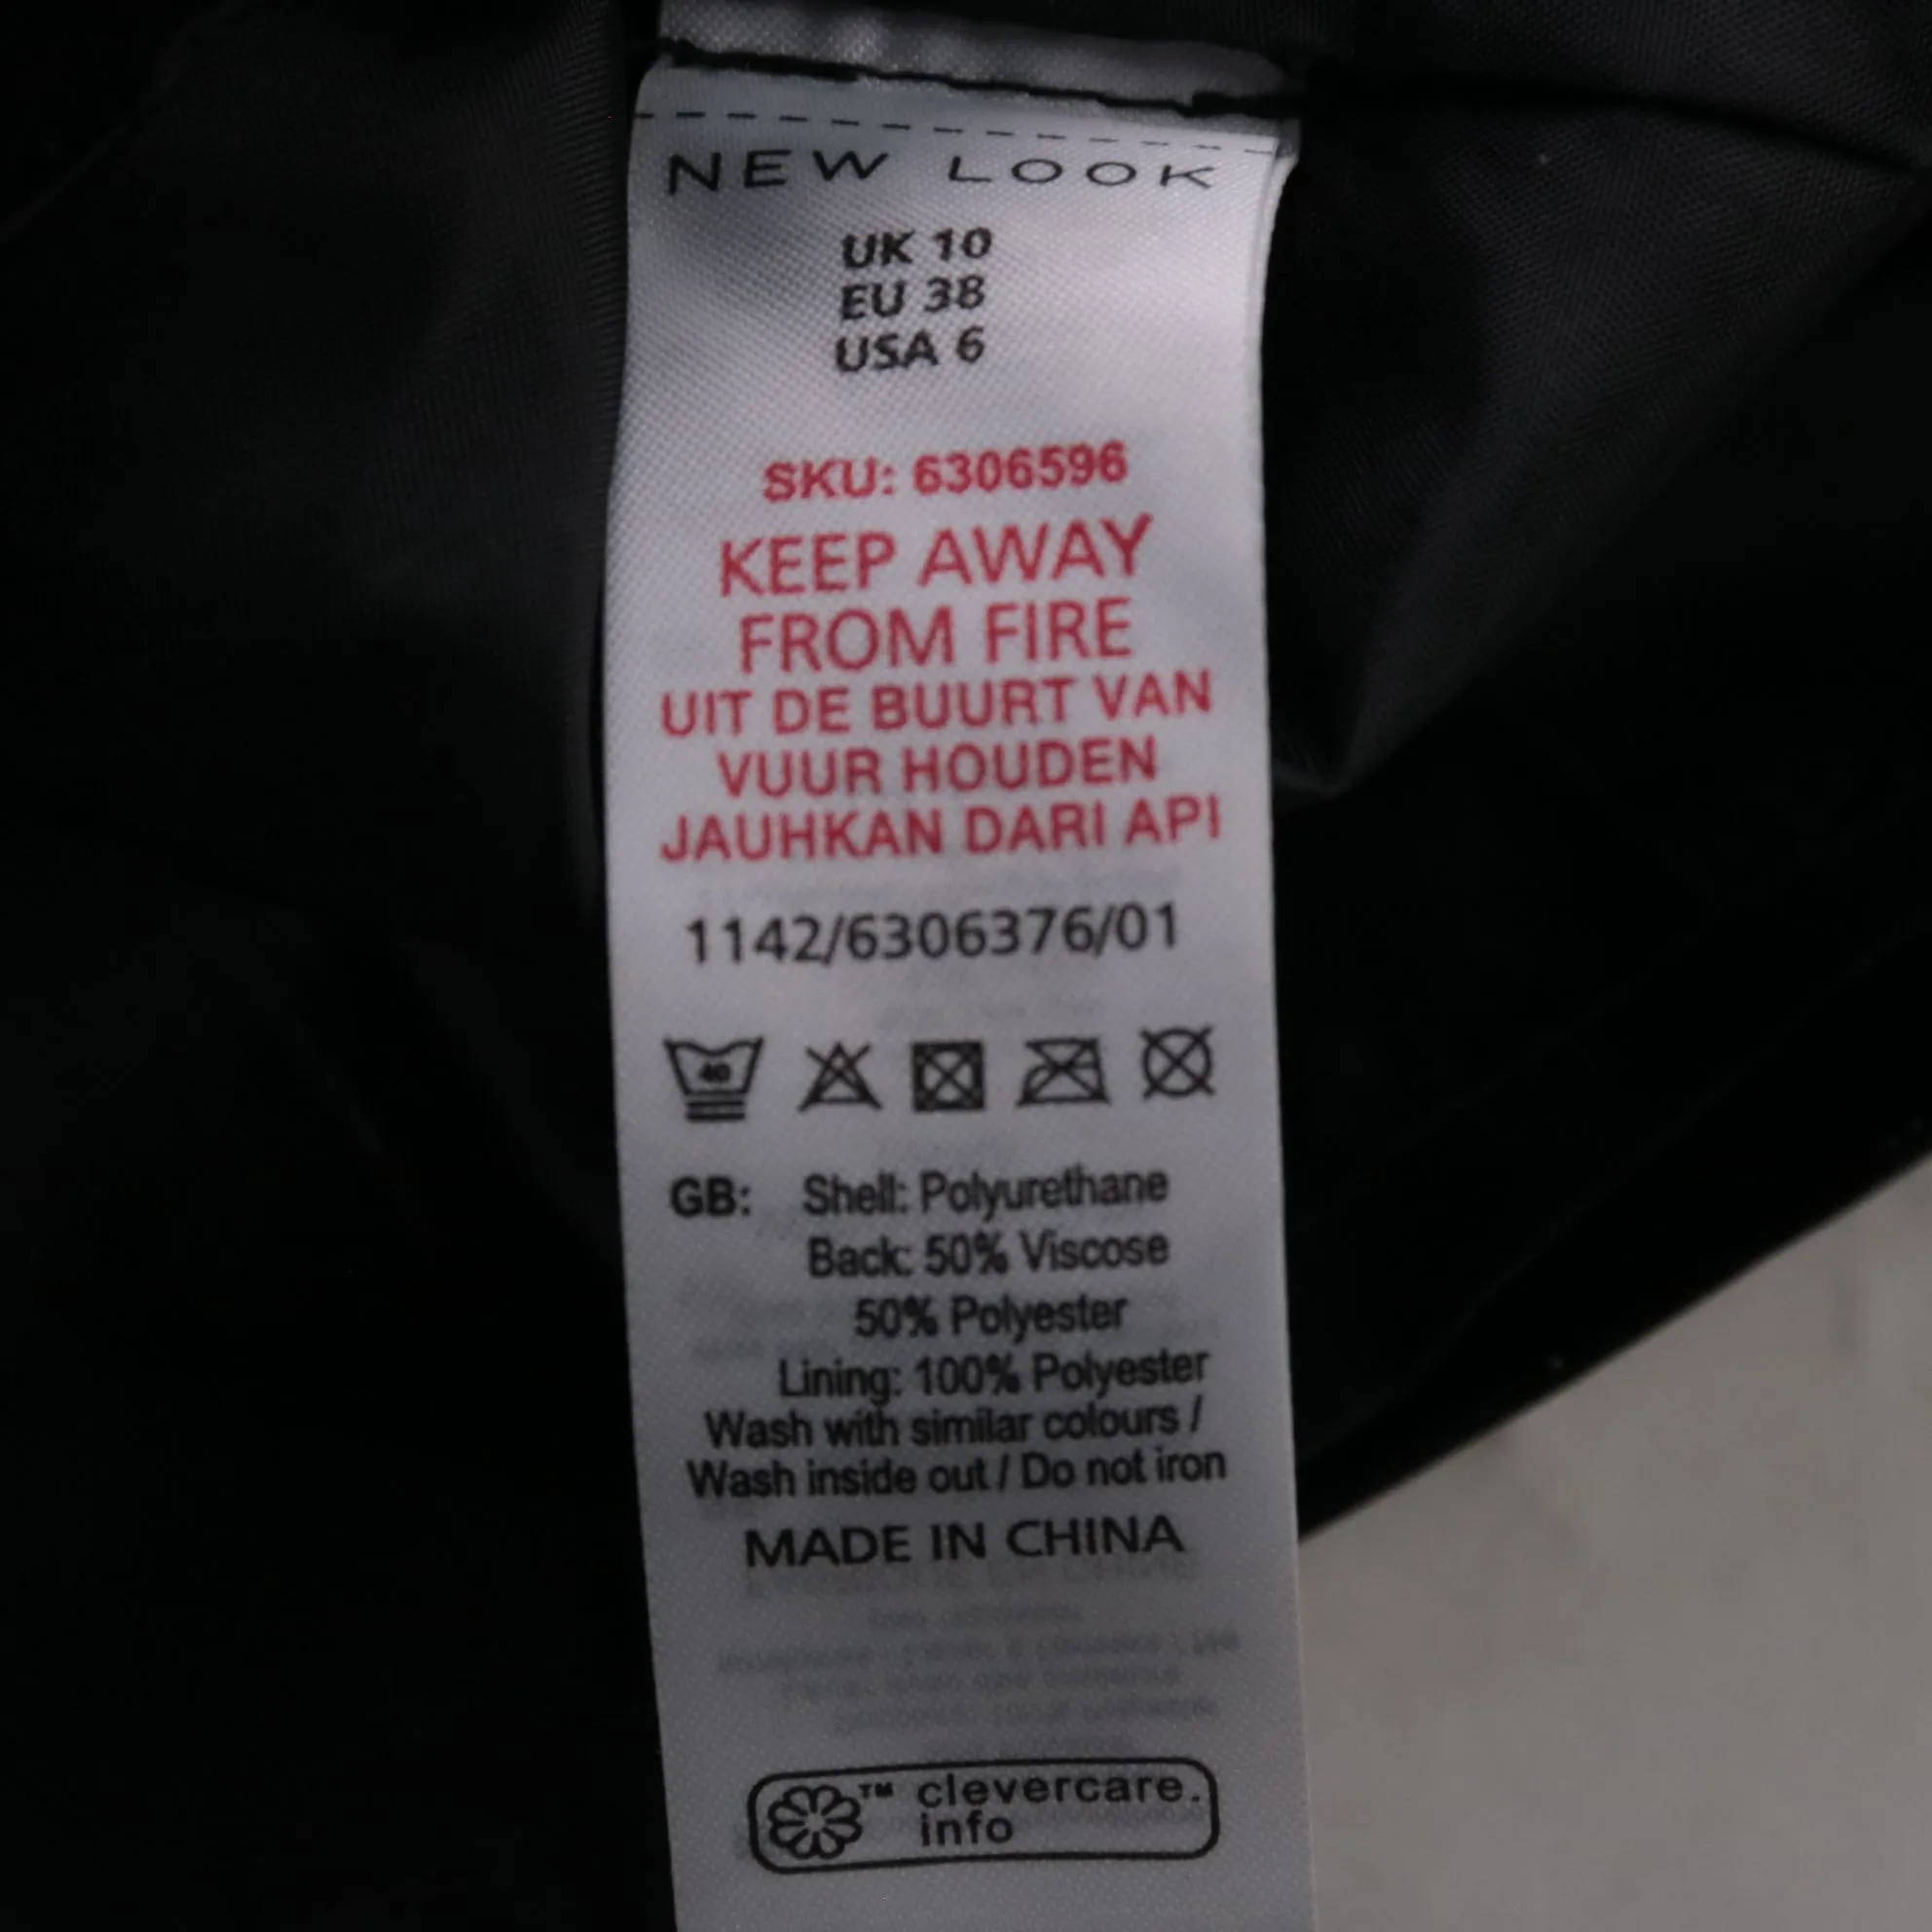 NEW LOOK
UK 10
EU 38
USA 6
SKU: 6306596
KEEP AWAY
FROM FIRE
UIT DE BUURT VAN
VUUR HOUDEN
JAUHKAN DARI API
1142/6306376/01
40
GB: Shell: Polyurethane
Back: 50% Viscose
50% Polyester
Lining: 100% Polyester
Wash with similar colours /
Wash inside out / Do not iron
MADE IN CHINA
™ clevercare.
info